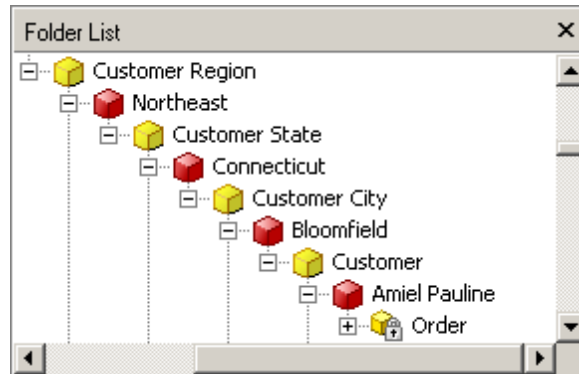 Folder List
Customer Region
Northeast
Customer State
Connecticut
Customer City
Bloomfield
Customer
Amiel Pauline
Order